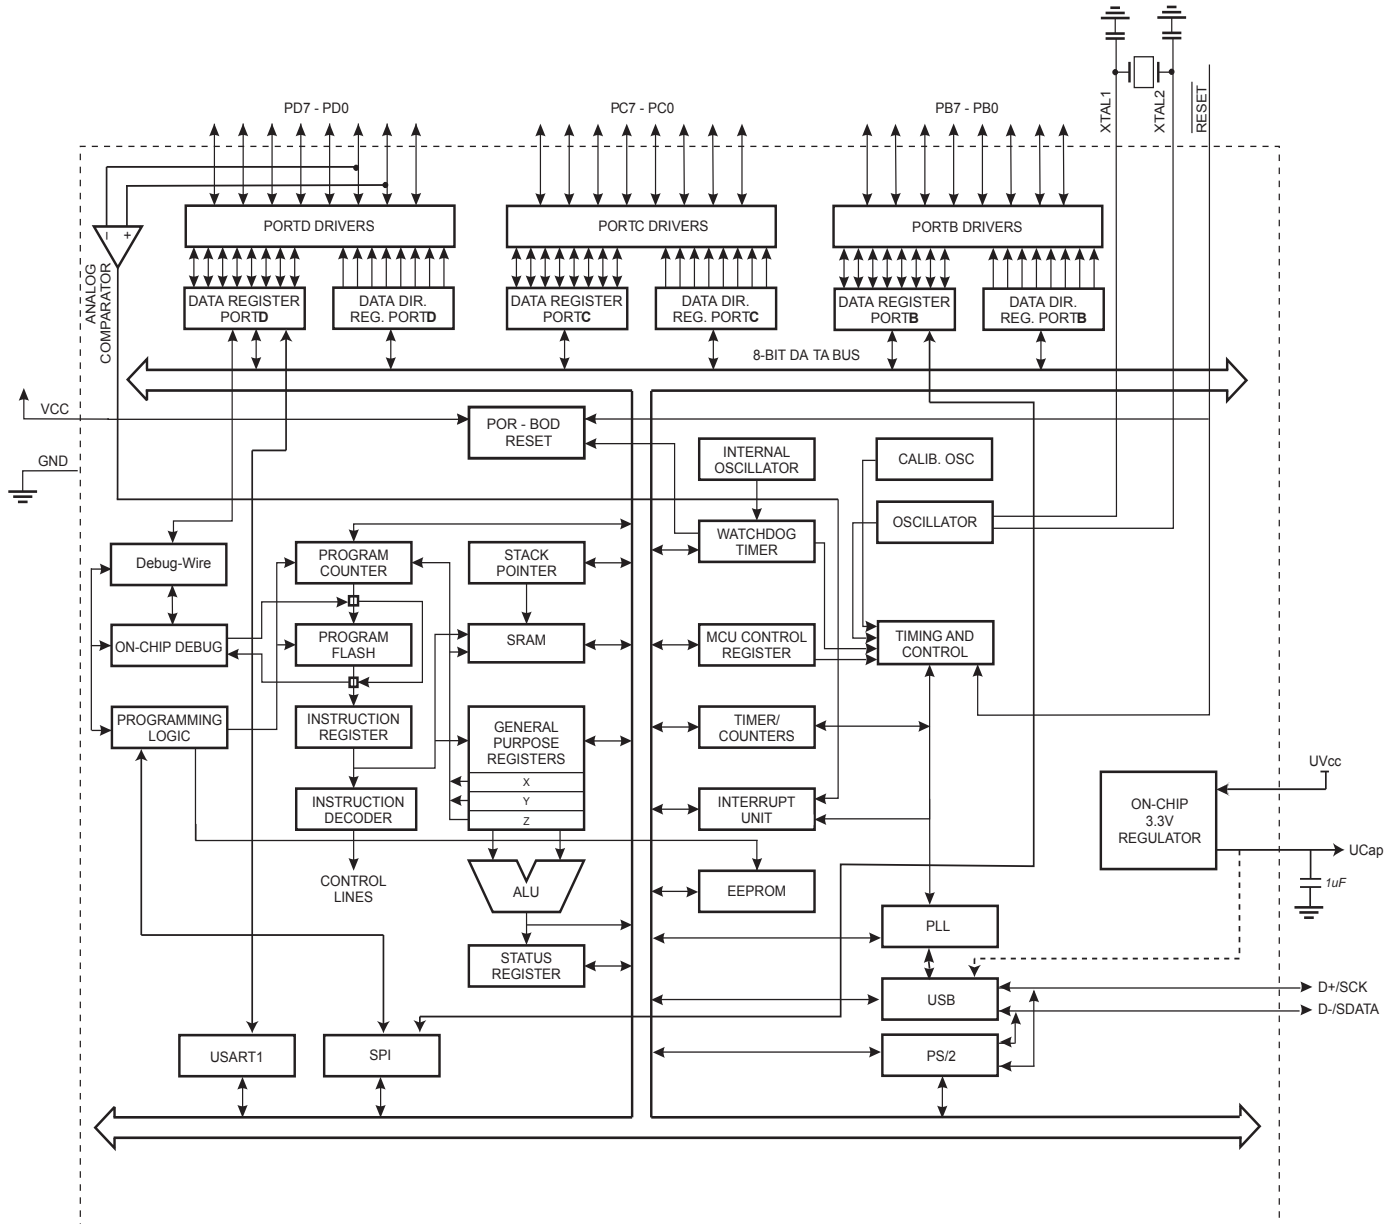 XTAL1
XTAL2
RESET
PD7 - PD0
PC7 - PC0
PB7 - PB0
PORTD DRIVERS
PORTC DRIVERS
PORTB DRIVERS
- +
ANALOG
COMPARATOR
DATA REGISTER
PORTD
DATA DIR.
REG. PORTD
DATA REGISTER
PORTC
DATA DIR.
REG. PORTC
DATA REGISTER
PORTB
DATA DIR.
REG. PORTB
8-BIT DA TA BUS
VCC
POR - BOD
RESET
GND
INTERNAL
OSCILLATOR
CALIB. OSC
OSCILLATOR
WATCHDOG
TIMER
Debug-Wire
PROGRAM
COUNTER
STACK
POINTER
ON-CHIP DEBUG
PROGRAM
FLASH
SRAM
MCU CONTROL
REGISTER
TIMING AND
CONTROL
PROGRAMMING
LOGIC
INSTRUCTION
REGISTER
GENERAL
PURPOSE
REGISTERS
X
Y
Z
TIMER/
COUNTERS
INSTRUCTION
DECODER
INTERRUPT
UNIT
UVcc
ON-CHIP
3.3V
REGULATOR
UCap
1uF
CONTROL
LINES
ALU
EEPROM
PLL
STATUS
REGISTER
USB
D+/SCK
D-/SDATA
USART1
SPI
PS/2